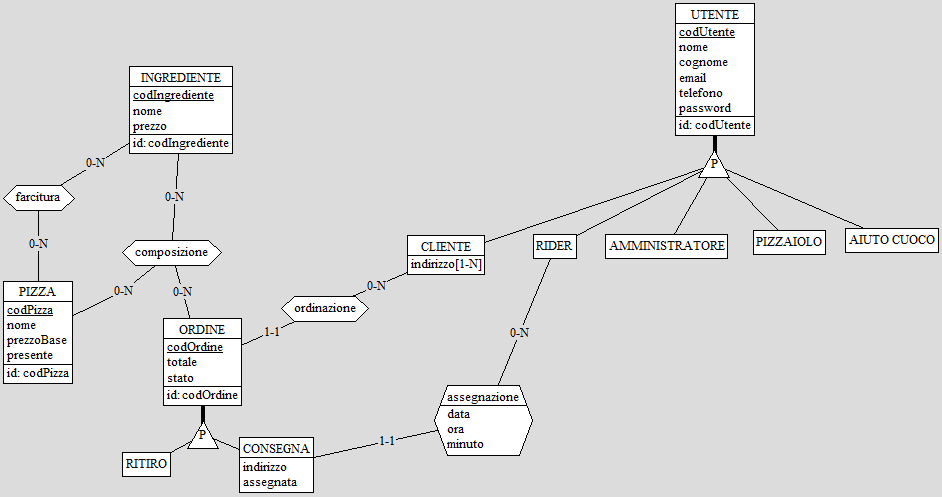 UTENTE
codUtente
nome
cognome
email
telefono
password
id: codUtente
P
INGREDIENTE
codIngrediente
nome
prezzo
id: codIngrediente
0-N
0-N
farcitura
0-N
composizione
0-N
0-N
PIZZA
codPizza
nome
prezzoBase
presente
id: codPizza
ORDINE
codOrdine
totale
stato
id: codOrdine
P
RITIRO
CONSEGNA
indirizzo
assegnata
1-1
ordinazione
0-N
CLIENTE
indirizzo[1-N]
RIDER
AMMINISTRATORE
PIZZAIOLO
AIUTO CUOCO
0-N
assegnazione
data
ora
minuto
1-1